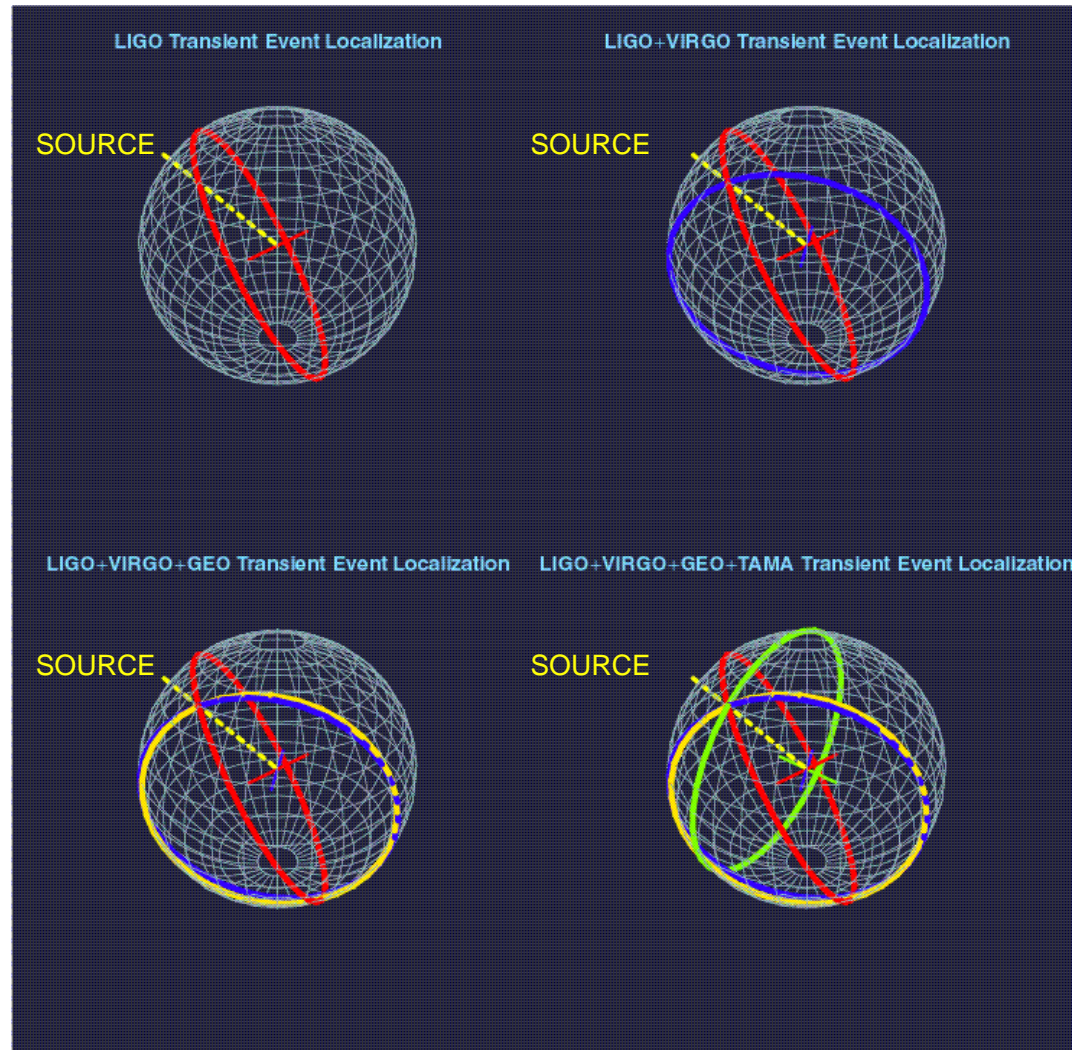 LIGO Transient Event Localization
SOURCE
LIGO+VIRGO Transient Event Localization
SOURCE
LIGO+VIRGO+GEO Transient Event Localization
SOURCE
LIGO+VIRGO+GEO+TAMA Transient Event Localization
SOURCE